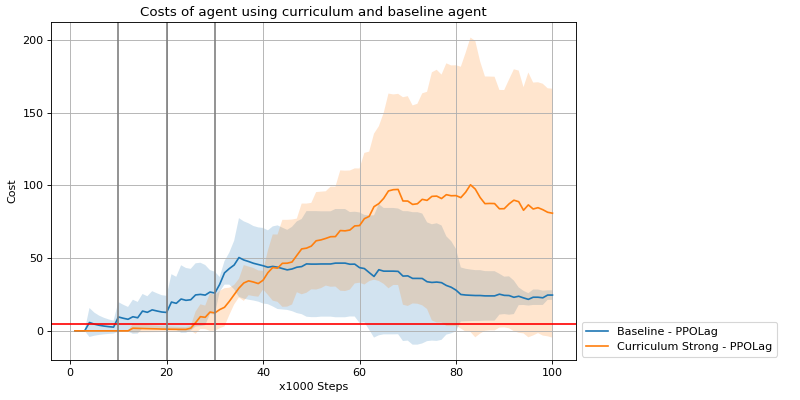 Costs of agent using curriculum and baseline agent
200
150
100
50
0
Cost
0 20 40 60 80 100
x1000 Steps
Baseline - PPOLag
Curriculum Strong - PPOLag